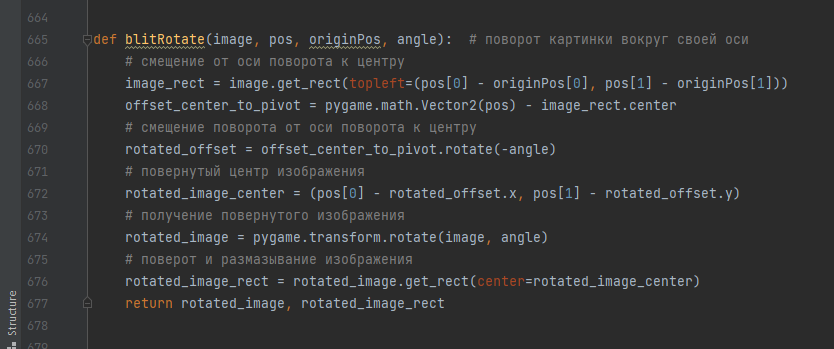 664
665 def blitRotate(image, pos, originPos, angle):  # поворот картинки вокруг своей оси
666 # смещение от оси поворота к центру
667 image_rect = image.get_rect(topleft=(pos[0] - originPos[0], pos[1] - originPos[1]))
668 offset_center_to_pivot = pygame.math.Vector2(pos) - image_rect.center
669 # смещение поворота от оси поворота к центру
670 rotated_offset = offset_center_to_pivot.rotate(-angle)
671 # повернутый центр изображения
672 rotated_image_center = (pos[0] - rotated_offset.x, pos[1] - rotated_offset.y)
673 # получение повернутого изображения
674 rotated_image = pygame.transform.rotate(image, angle)
675 # поверот и размазывание изображения
676 rotated_image_rect = rotated_image.get_rect(center=rotated_image_center)
677 return rotated_image, rotated_image_rect
678
679
Structure